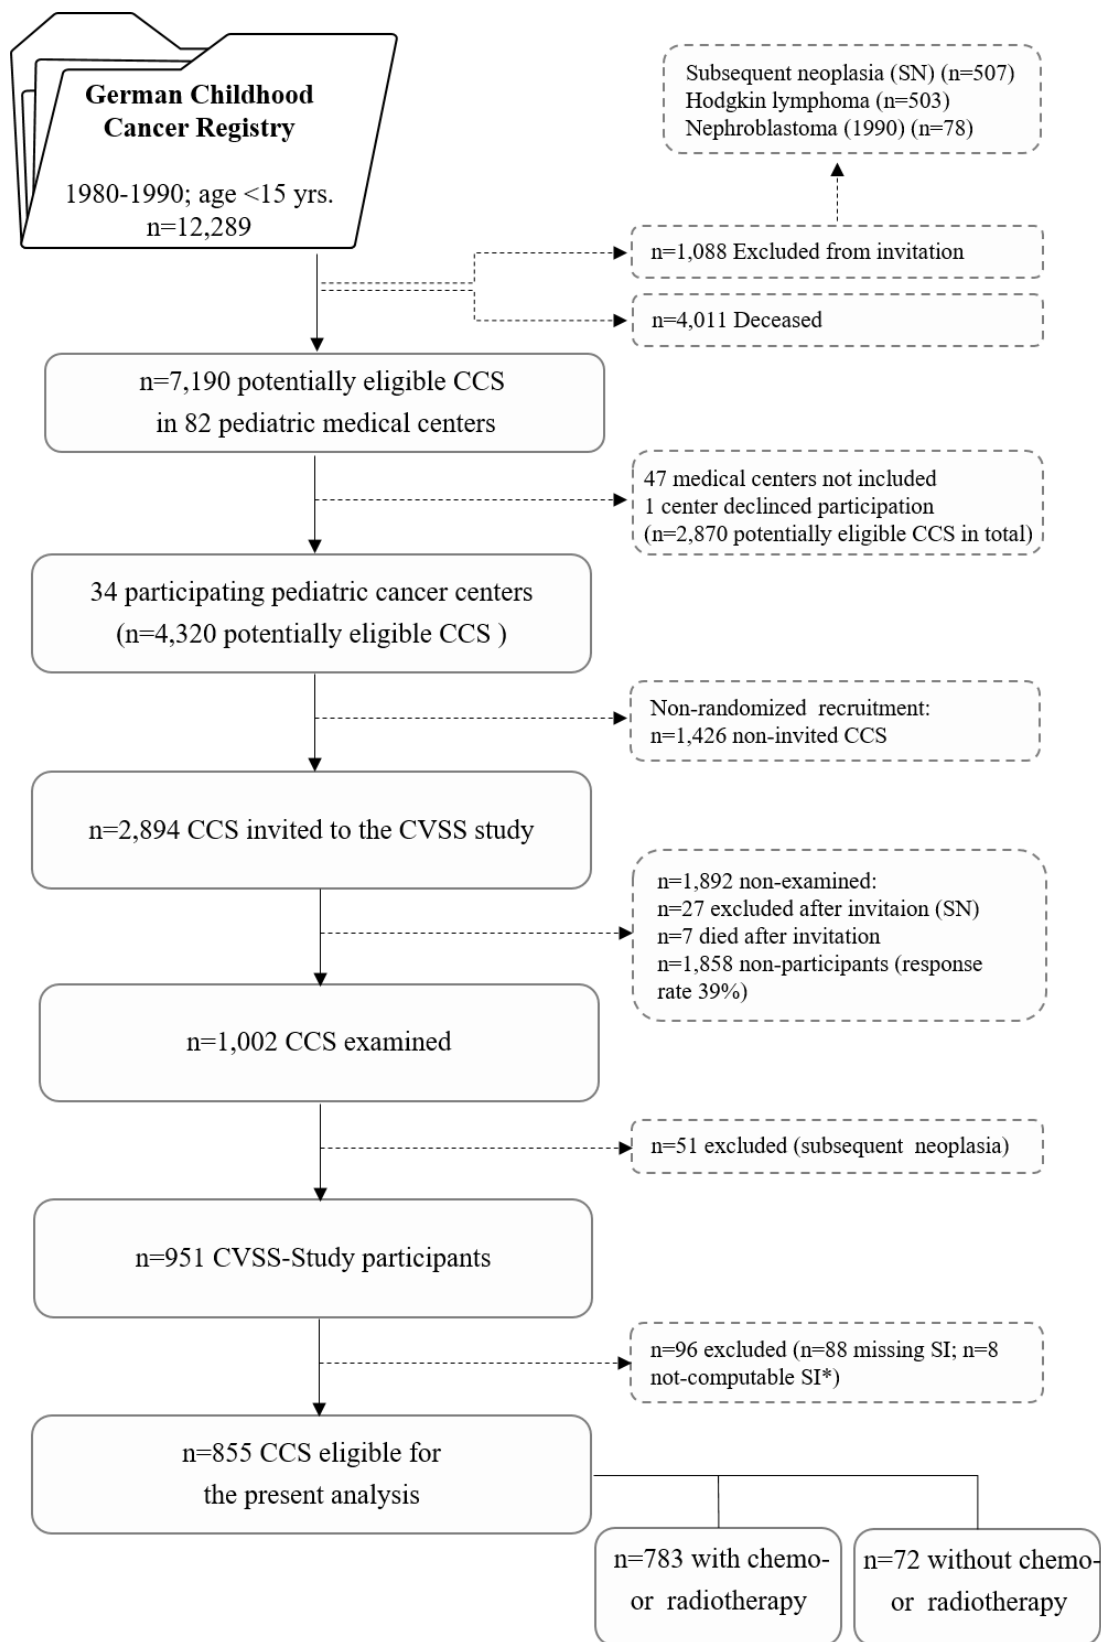 German Childhood
Cancer Registry
1980-1990; age <15 yrs.
n=12,289
Subsequent neoplasia (SN) (n=507)
Hodgkin lymphoma (n=503)
Nephroblastoma (1990) (n=78)
n=1,088 Excluded from invitation
n=4,011 Deceased
n=7,190 potentially eligible CCS
in 82 pediatric medical centers
47 medical centers not included
1 center declinced participation
(n=2,870 potentially eligible CCS in total)
34 participating pediatric cancer centers
(n=4,320 potentially eligible CCS )
Non-randomized recruitment:
n=1,426 non-invited CCS
n=2,894 CCS invited to the CVSS study
n=1,892 non-examined:
n=27 excluded after invitaion (SN)
n=7 died after invitation
n=1,858 non-participants (response
rate 39%)
n=1,002 CCS examined
n=51 excluded (subsequent neoplasia)
n=951 CVSS-Study participants
n=96 excluded (n=88 missing SI; n=8
not-computable SI*)
n=855 CCS eligible for
the present analysis
n=783 with chemo-
or radiotherapy
n=72 without chemo-
or radiotherapy